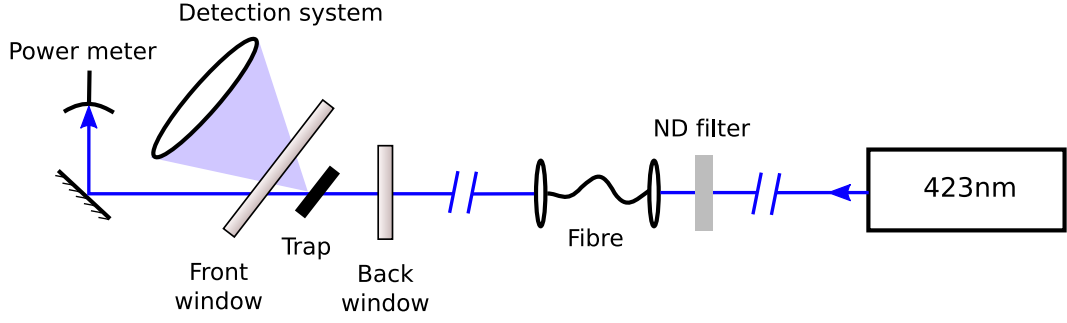 Detection system
Power meter
ND filter
423nm
Fibre
Trap
Front
window
Back
window